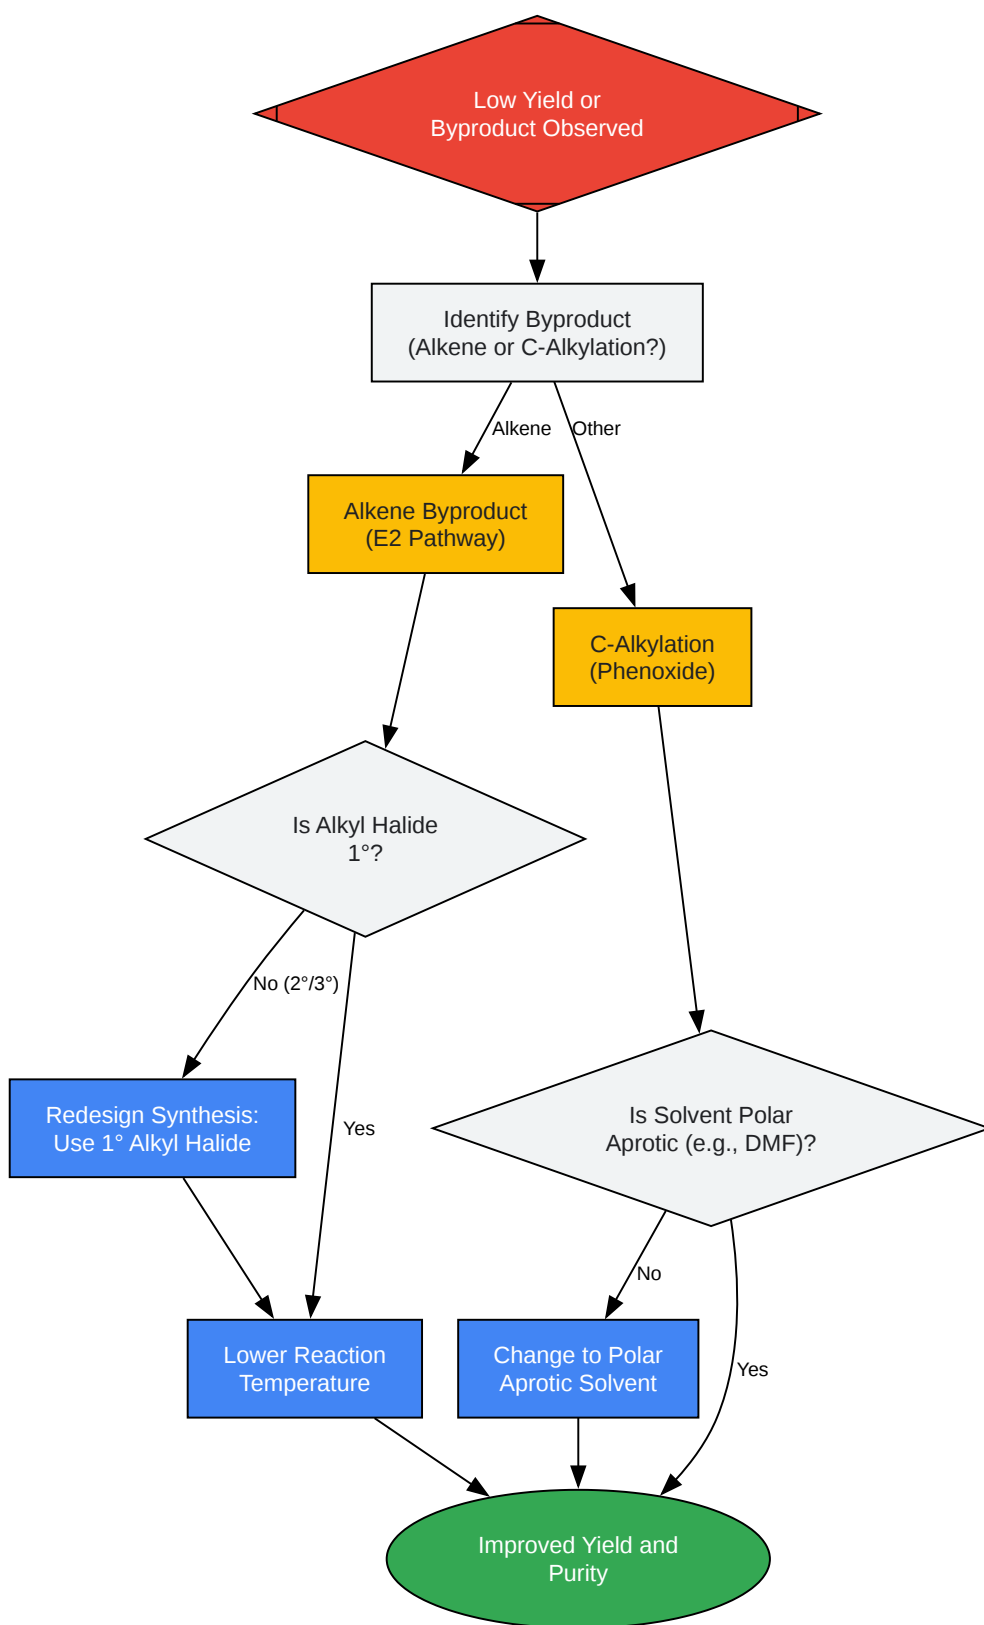 Low Yield or
Byproduct Observed
Identify Byproduct
(Alkene or C-Alkylation?)
Alkene
Other
Alkene Byproduct
(E2 Pathway)
C-Alkylation
(Phenoxide)
Is Alkyl Halide
1°?
No (2°/3°)
Redesign Synthesis:
Use 1° Alkyl Halide
Yes
Is Solvent Polar
Aprotic (e.g., DMF)?
No
Lower Reaction
Temperature
Change to Polar
Aprotic Solvent
Yes
Improved Yield and
Purity